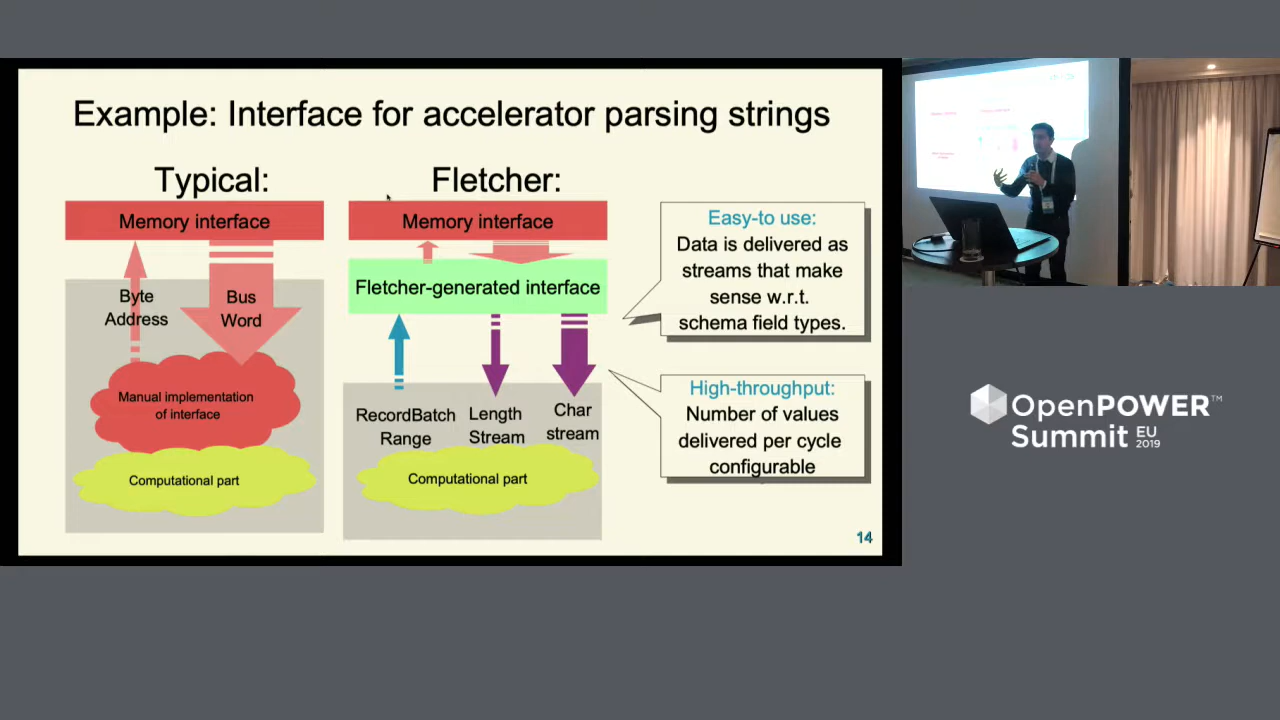 Example: Interface for accelerator parsing strings
Typical:
Memory interface
Byte
Address
Bus
Word
Manual implementation
of interface
Computational part
Fletcher:
Memory interface
Fletcher-generated interface
RecordBatch
Range
Length
Stream
Char
stream
Computational part
Easy-to use:
Data is delivered as
streams that make
sense w.r.t.
schema field types.
High-throughput:
Number of values
delivered per cycle
configurable
14
OpenPOWER™
Summit EU
2019